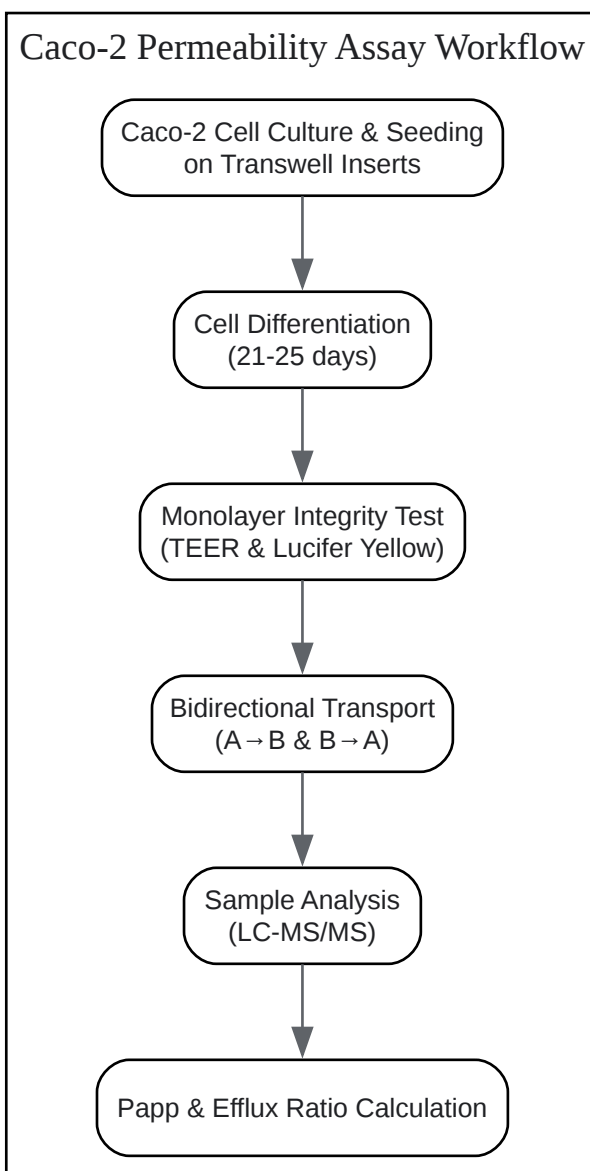 Caco-2 Permeability Assay Workflow
Caco-2 Cell Culture & Seeding
on Transwell Inserts
Cell Differentiation
(21-25 days)
Monolayer Integrity Test
(TEER & Lucifer Yellow)
Bidirectional Transport
(A→B & B→A)
Sample Analysis
(LC-MS/MS)
Papp & Efflux Ratio Calculation